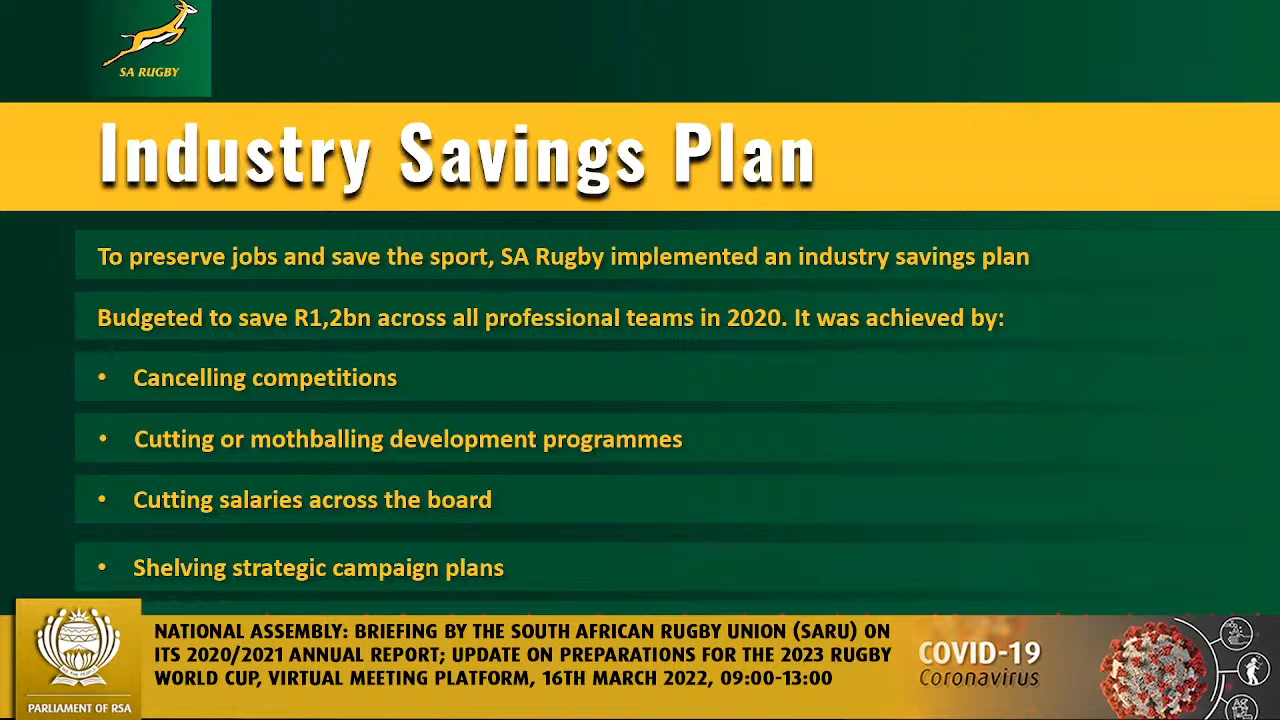 SA RUGBY
Industry Savings Plan
To preserve jobs and save the sport, SA Rugby implemented an industry savings plan
Budgeted to save R1,2bn across all professional teams in 2020. It was achieved by:
• Cancelling competitions
• Cutting or mothballing development programmes
• Cutting salaries across the board
• Shelving strategic campaign plans
NATIONAL ASSEMBLY: BRIEFING BY THE SOUTH AFRICAN RUGBY UNION (SARU) ON
ITS 2020/2021 ANNUAL REPORT; UPDATE ON PREPARATIONS FOR THE 2023 RUGBY
WORLD CUP, VIRTUAL MEETING PLATFORM, 16TH MARCH 2022, 09:00-13:00
PARLIAMENT OF RSA
COVID-19
Coronavirus